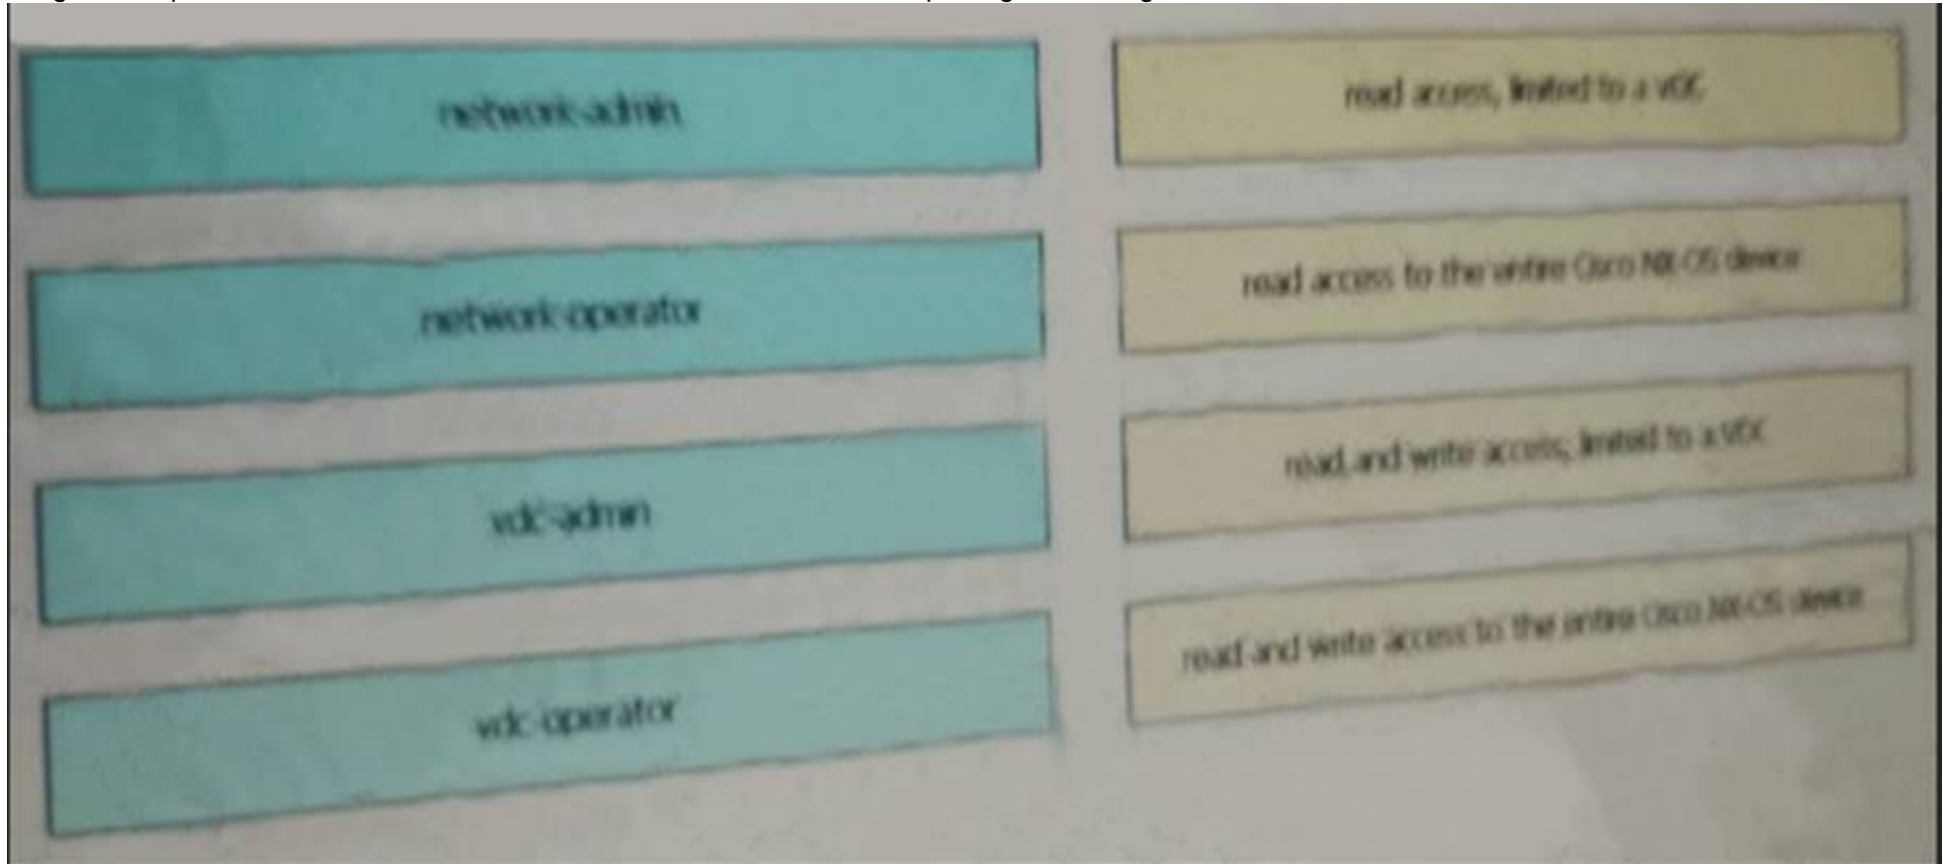 network-admin
network-operator
vdc-admin
vdc-operator
read access, limited to a VDC
read access to the entire Cisco NX-OS device
read and write access, limited to a VDC
read and write access to the entire Cisco NX-OS device